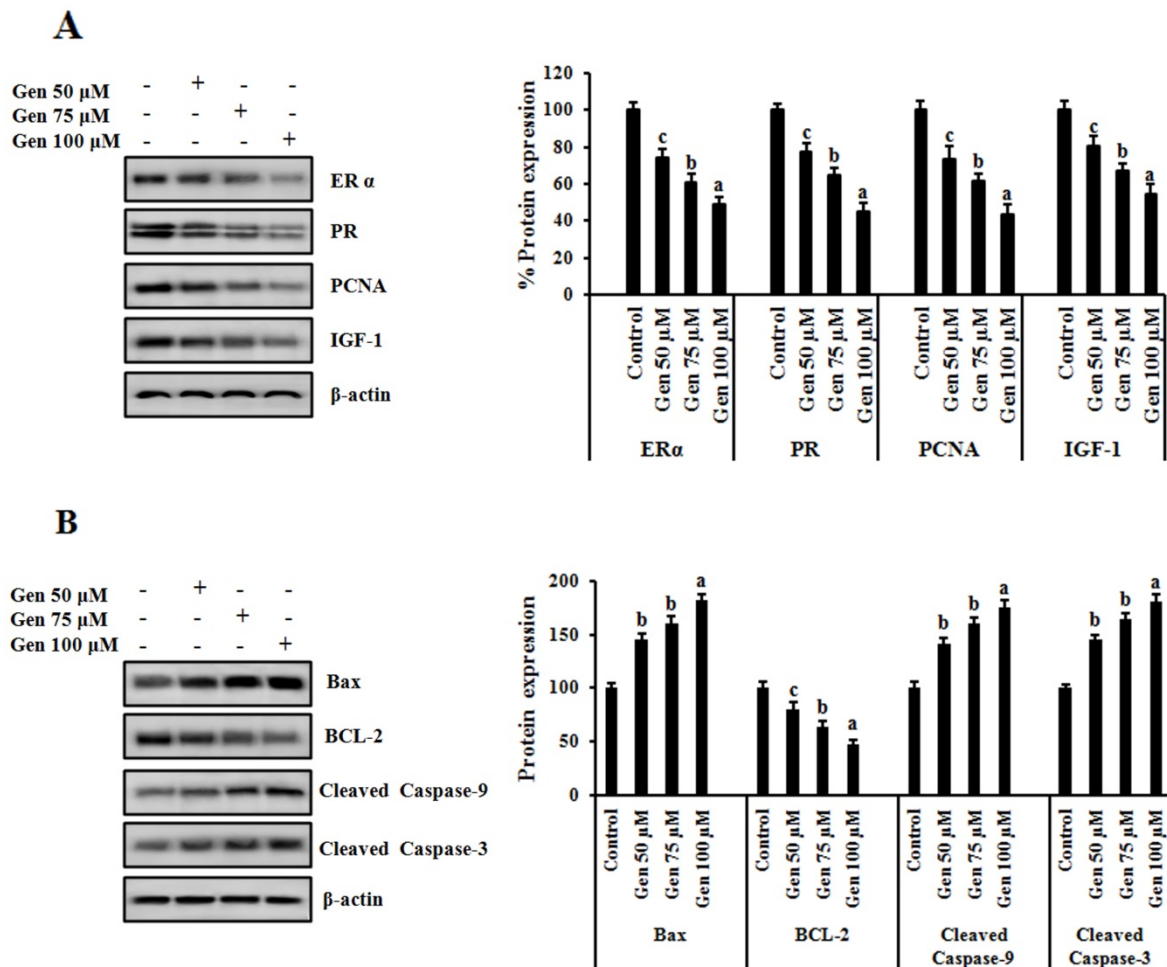 A
Gen 50 µM - + - -
Gen 75 µM - - + -
Gen 100 µM - - - +
ER α
PR
PCNA
IGF-1
β-actin
% Protein expression
120
100
80
60
40
20
0
c b a c b a c b a c b a
Control Gen 50 µM Gen 75 µM Gen 100 µM Control Gen 50 µM Gen 75 µM Gen 100 µM Control Gen 50 µM Gen 75 µM Gen 100 µM Control Gen 50 µM Gen 75 µM Gen 100 µM
ERα PR PCNA IGF-1
B
Gen 50 µM - + - -
Gen 75 µM - - + -
Gen 100 µM - - - +
Bax
BCL-2
Cleaved Caspase-9
Cleaved Caspase-3
β-actin
Protein expression
200
150
100
50
0
b b a c b a b b a b b a
Control Gen 50 µM Gen 75 µM Gen 100 µM Control Gen 50 µM Gen 75 µM Gen 100 µM Control Gen 50 µM Gen 75 µM Gen 100 µM Control Gen 50 µM Gen 75 µM Gen 100 µM
Bax BCL-2 Cleaved Cleaved
Caspase-9 Caspase-3